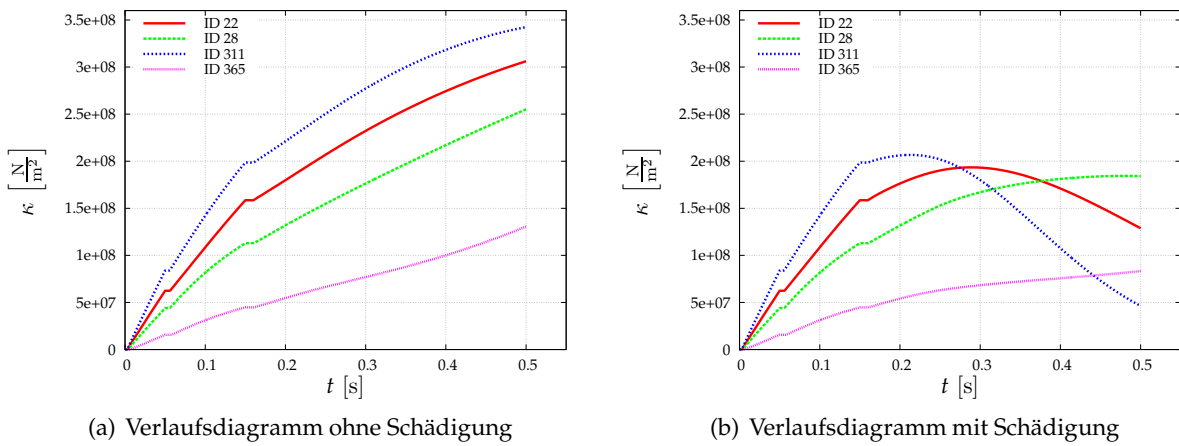 3.5e+08
3e+08
2.5e+08
2e+08
1.5e+08
1e+08
5e+07
0
κ [N/m²]
ID 22
ID 28
ID 311
ID 365
0 0.1 0.2 0.3 0.4 0.5
t [s]
(a) Verlaufsdiagramm ohne Schädigung
3.5e+08
3e+08
2.5e+08
2e+08
1.5e+08
1e+08
5e+07
0
κ [N/m²]
ID 22
ID 28
ID 311
ID 365
0 0.1 0.2 0.3 0.4 0.5
t [s]
(b) Verlaufsdiagramm mit Schädigung